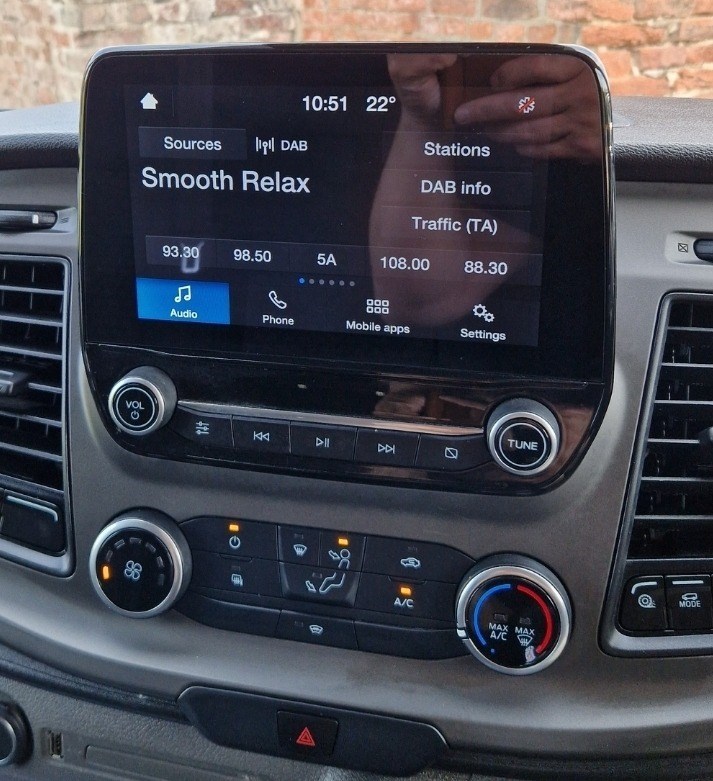 10:51 22°
Sources DAB Stations
Smooth Relax DAB info
Traffic (TA)
93.30 98.50 5A 108.00 88.30
Audio Phone Mobile apps Settings
VOL
TUNE
A/C
MAX A/C MAX
MODE